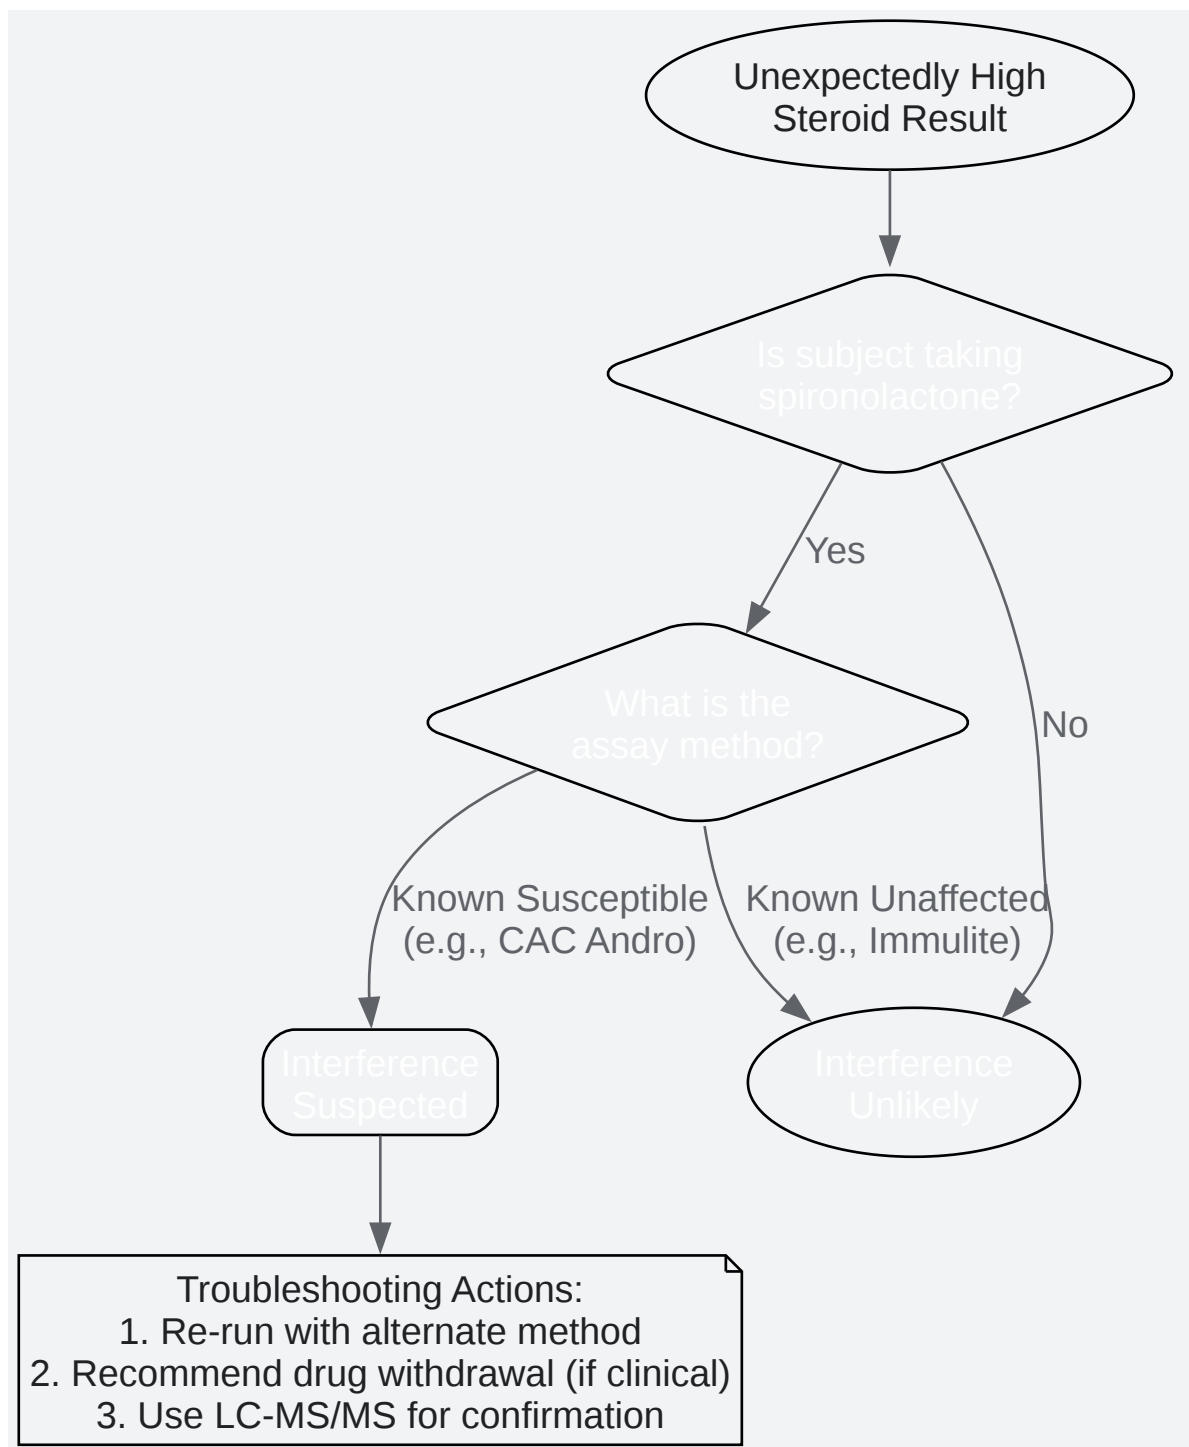 Unexpectedly High
Steroid Result
Is subject taking
spironolactone?
Yes
No
What is the
assay method?
Known Susceptible
(e.g., CAC Andro)
Known Unaffected
(e.g., Immulite)
Interference
Suspected
Interference
Unlikely
Troubleshooting Actions:
1. Re-run with alternate method
2. Recommend drug withdrawal (if clinical)
3. Use LC-MS/MS for confirmation